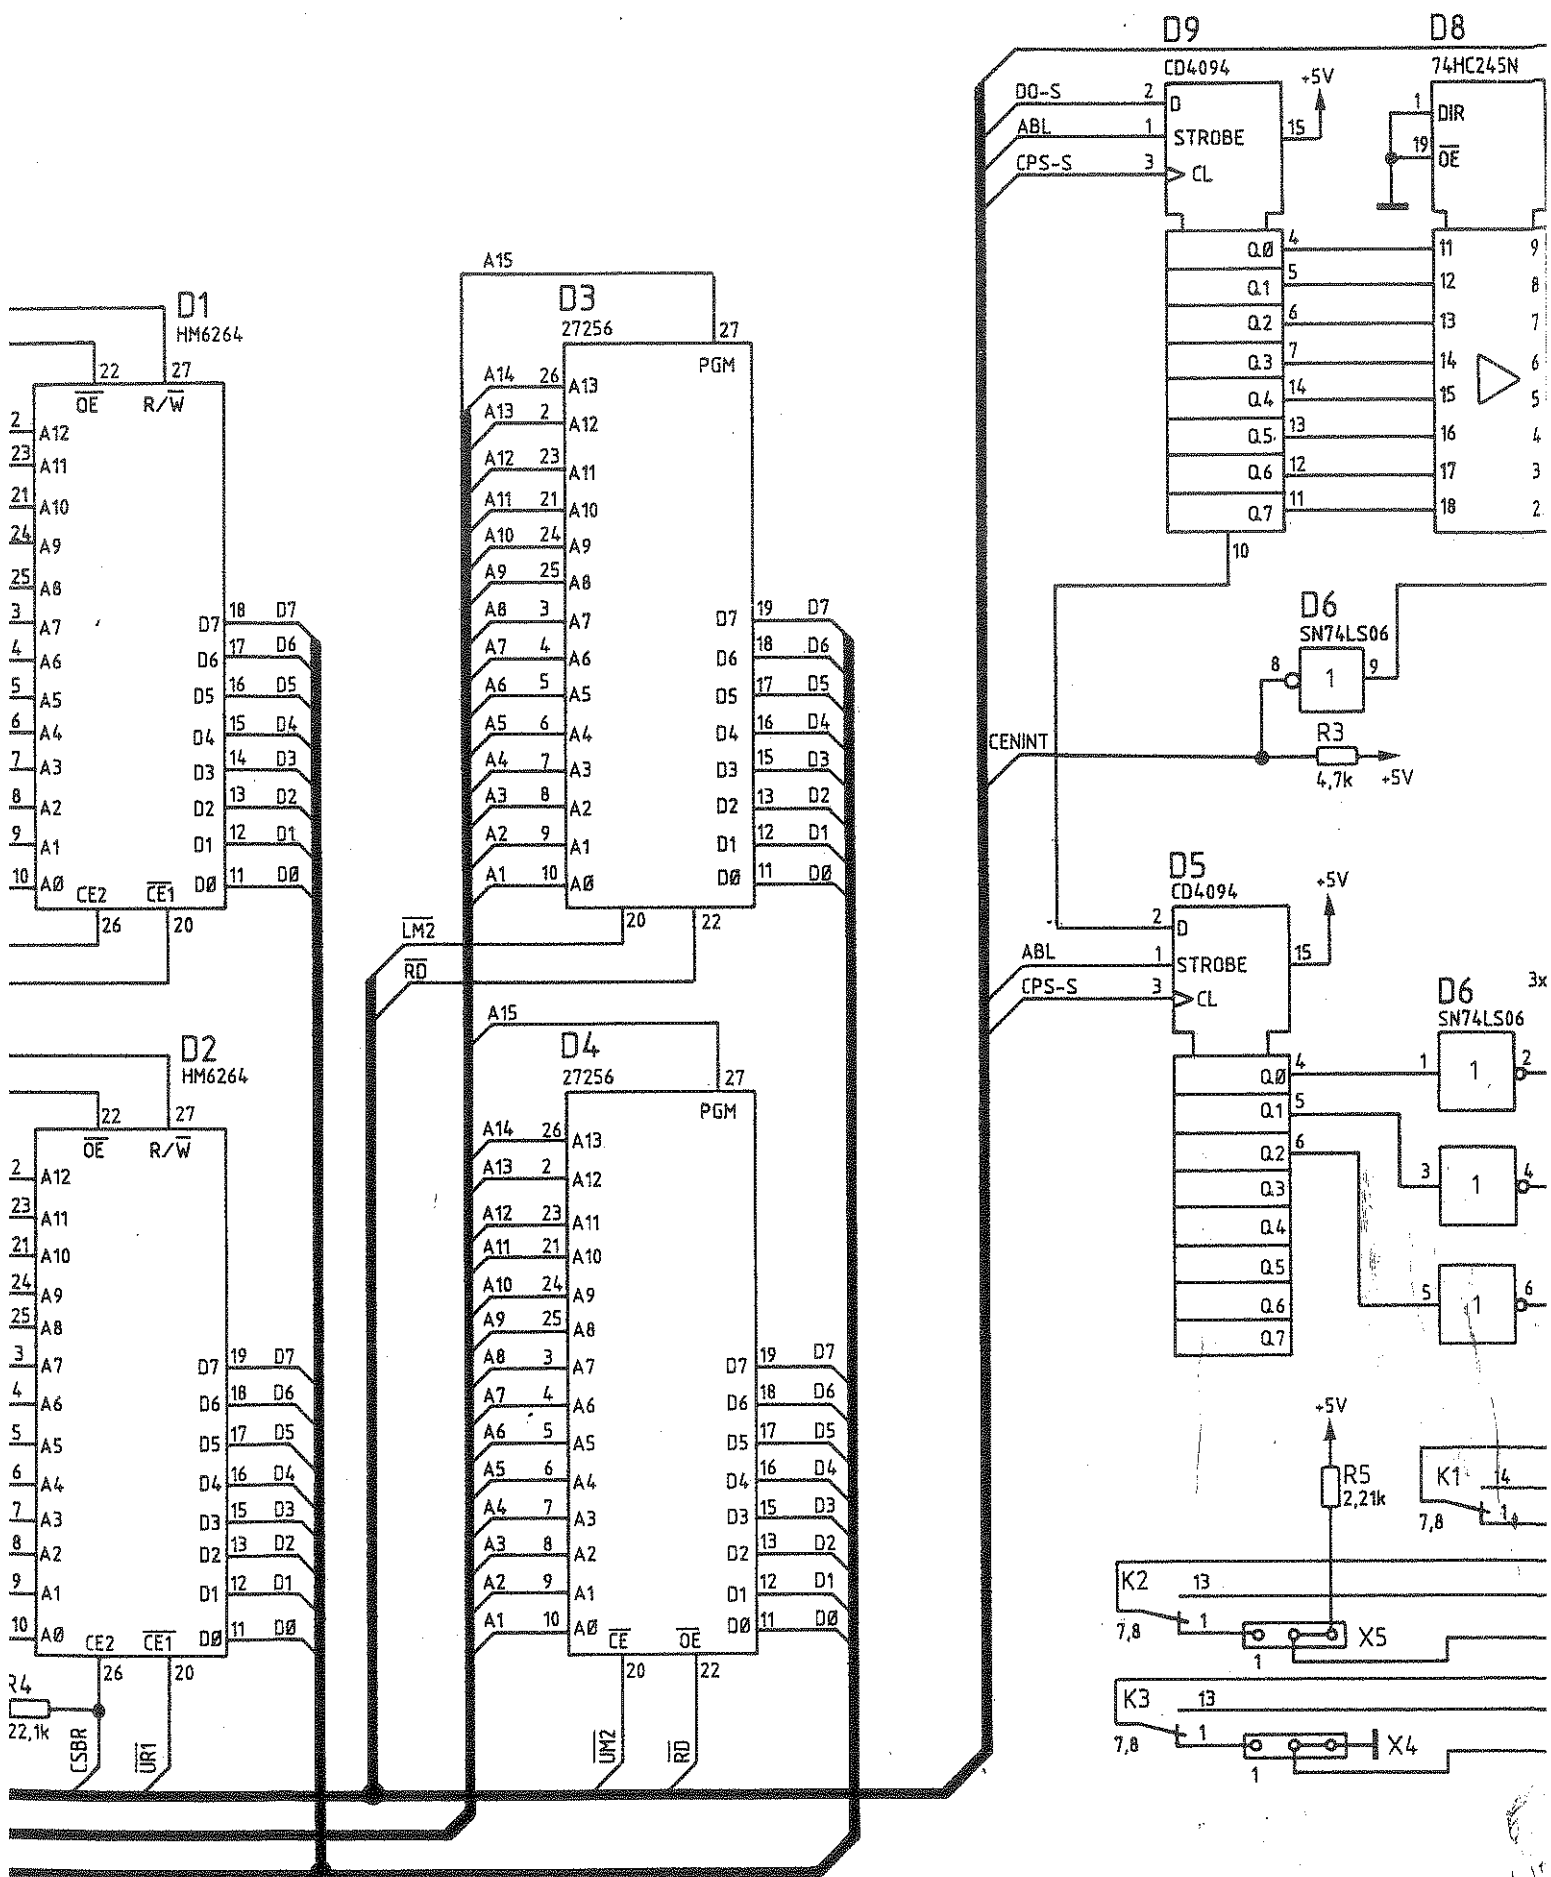 D9
D8
CD4094
+5V
74HC245N
DO-S 2 D
1 DIR
ABL 1 STROBE 15
19 OE
CPS-S 3 CL
Q0 4 11 9
Q1 5 12 8
Q2 6 13 7
Q3 7 14 6
Q4 14 15 5
Q5 13 16 4
Q6 12 17 3
Q7 11 18 2
10
D1
HM6264
22 27
OE R/W
2 A12
23 A11
21 A10
24 A9
25 A8
3 A7
4 A6
5 A5
6 A4
7 A3
8 A2
9 A1
10 A0
D7 18 D7
D6 17 D6
D5 16 D5
D4 15 D4
D3 14 D3
D2 13 D2
D1 12 D1
D0 11 D0
CE2 CE1
26 20
A15
D3
27256
27
PGM
A14 26 A13
A13 2 A12
A12 23 A11
A11 21 A10
A10 24 A9
A9 25 A8
A8 3 A7
A7 4 A6
A6 5 A5
A5 6 A4
A4 7 A3
A3 8 A2
A2 9 A1
A1 10 A0
D7 19 D7
D6 18 D6
D5 17 D5
D4 16 D4
D3 15 D3
D2 13 D2
D1 12 D1
D0 11 D0
20 22
LM2
RD
D6
SN74LS06
8 1 9
CENINT
R3
4,7k +5V
D5
CD4094
+5V
2 D
ABL 1 STROBE 15
CPS-S 3 CL
Q0 4
Q1 5
Q2 6
Q3
Q4
Q5
Q6
Q7
D6 3x
SN74LS06
1 1 2
3 1 4
5 1 6
D2
HM6264
22 27
OE R/W
2 A12
23 A11
21 A10
24 A9
25 A8
3 A7
4 A6
5 A5
6 A4
7 A3
8 A2
9 A1
10 A0
D7 19 D7
D6 18 D6
D5 17 D5
D4 16 D4
D3 15 D3
D2 13 D2
D1 12 D1
D0 11 D0
CE2 CE1
26 20
R4
22,1k
CSBR
UR1
A15
D4
27256
27
PGM
A14 26 A13
A13 2 A12
A12 23 A11
A11 21 A10
A10 24 A9
A9 25 A8
A8 3 A7
A7 4 A6
A6 5 A5
A5 6 A4
A4 7 A3
A3 8 A2
A2 9 A1
A1 10 A0
D7 19 D7
D6 18 D6
D5 17 D5
D4 16 D4
D3 15 D3
D2 13 D2
D1 12 D1
D0 11 D0
CE OE
20 22
UM2
RD
+5V
R5
2,21k
K1 14
7,8 1
K2 13
7,8 1
X5
1
K3 13
7,8 1
X4
1